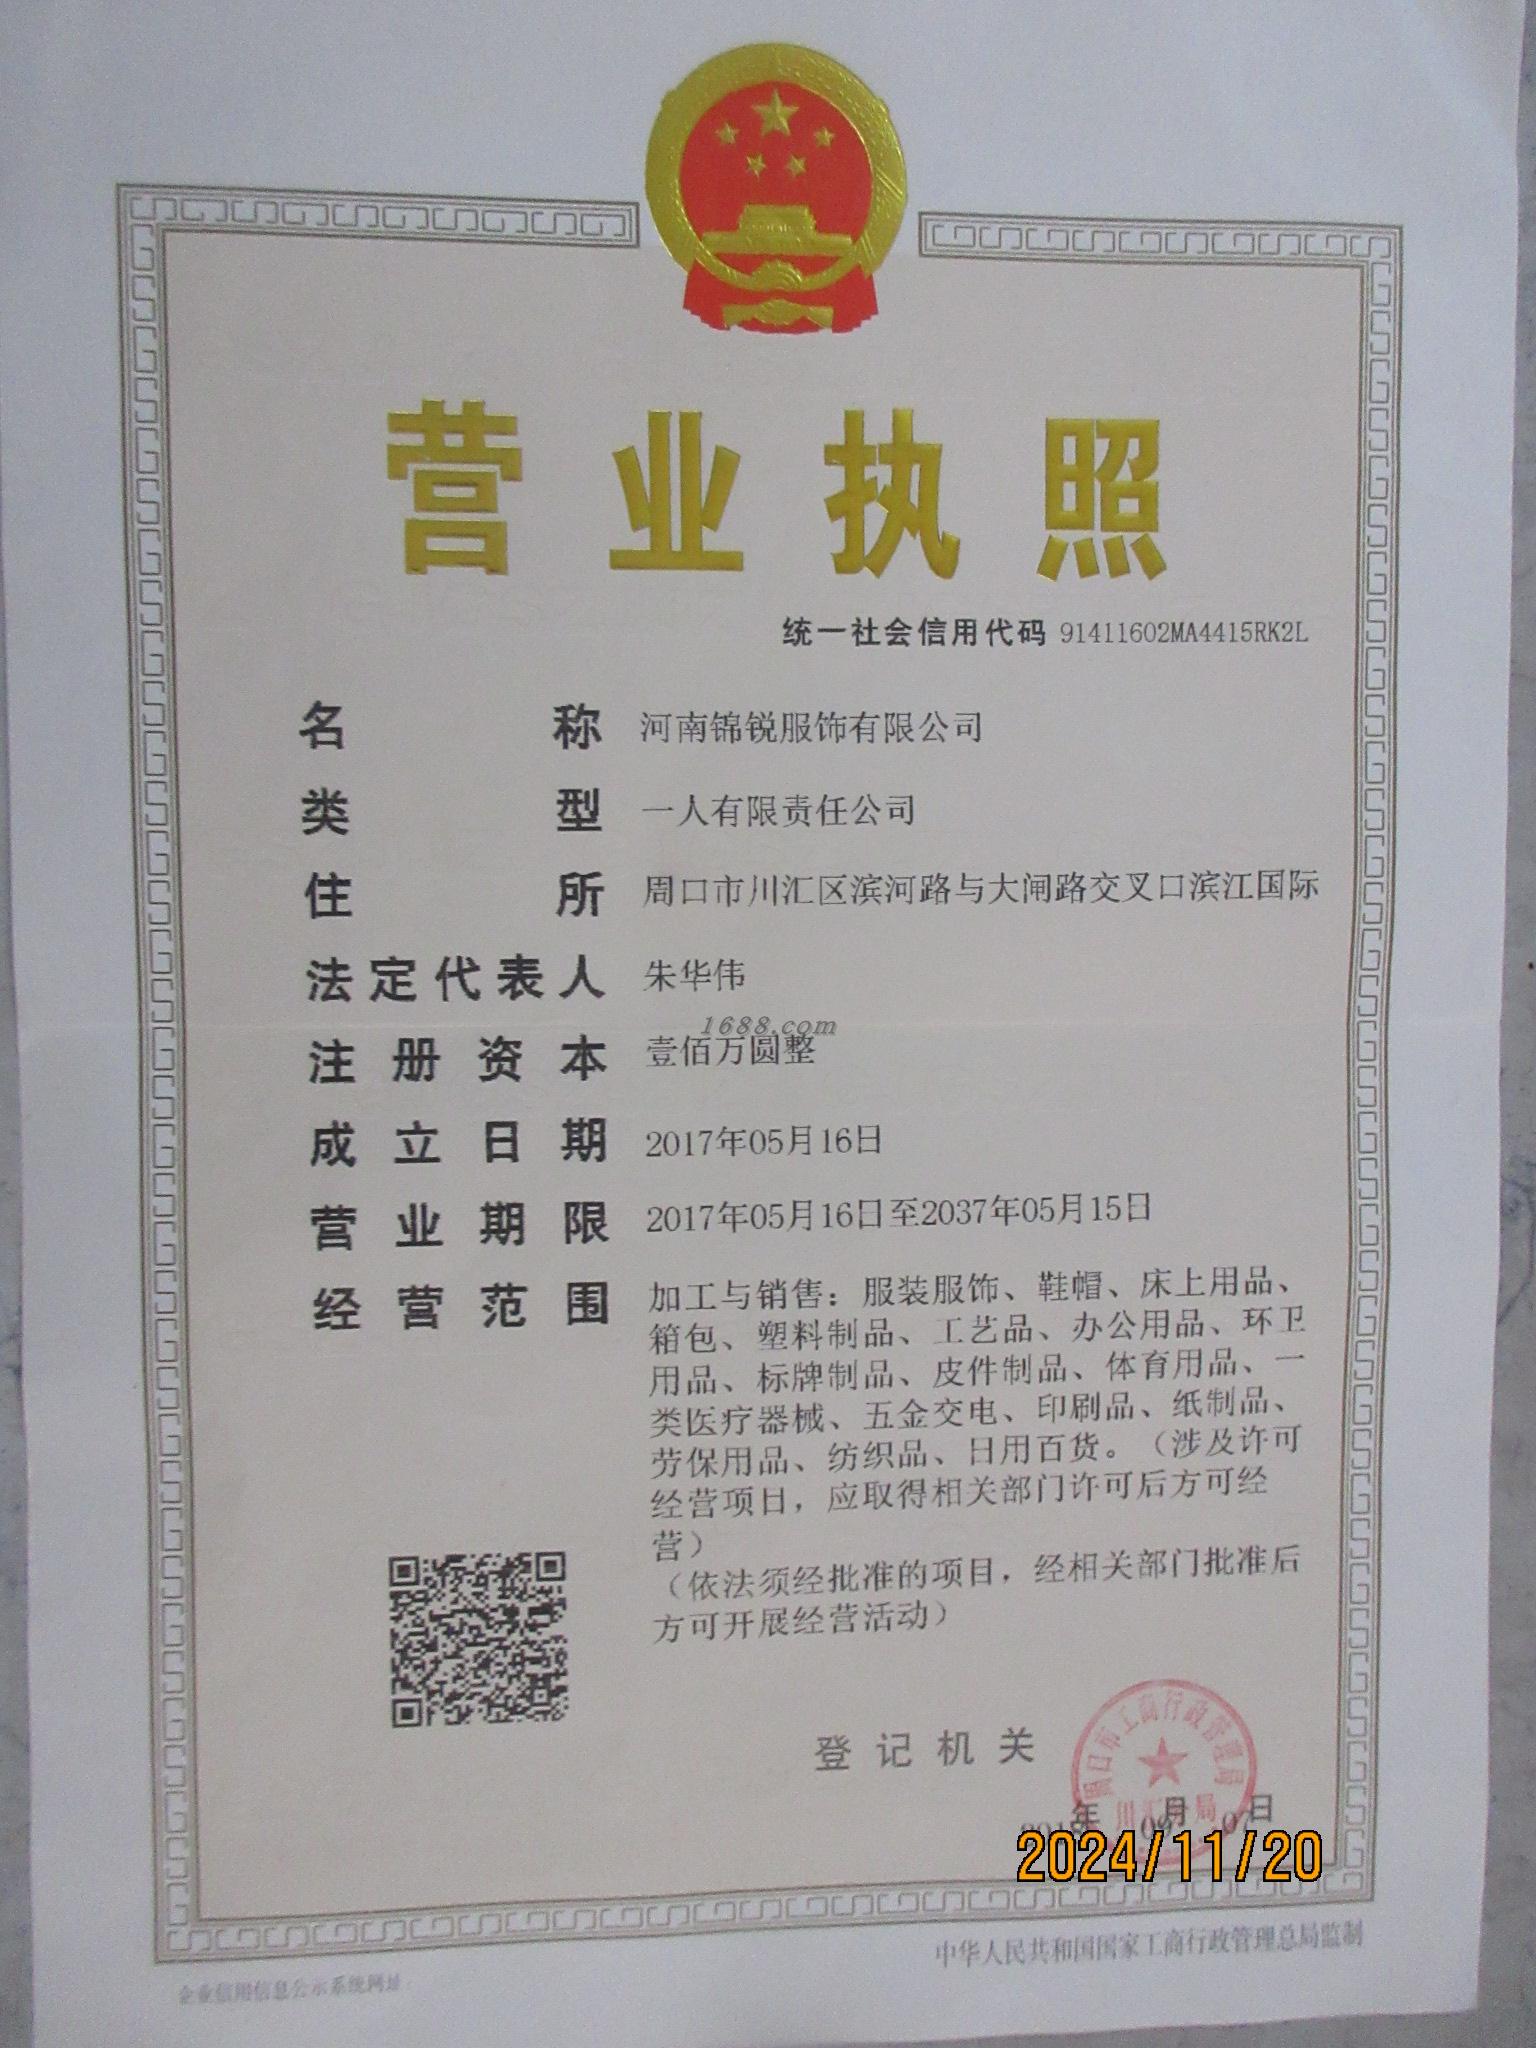 营业执照
统一社会信用代码 91411602MA4415RK2L
名称 河南锦锐服饰有限公司
类型 一人有限责任公司
住所 周口市川汇区滨河路与大闸路交叉口滨江国际
法定代表人 朱华伟
1688.com
注册资本 壹佰万圆整
成立日期 2017年05月16日
营业期限 2017年05月16日至2037年05月15日
经营范围 加工与销售：服装服饰、鞋帽、床上用品、
箱包、塑料制品、工艺品、办公用品、环卫
用品、标牌制品、皮件制品、体育用品、一
类医疗器械、五金交电、印刷品、纸制品、
劳保用品、纺织品、日用百货。（涉及许可
经营项目，应取得相关部门许可后方可经
营）
（依法须经批准的项目，经相关部门批准后
方可开展经营活动）
登记机关
周口市工商行政管理局
川汇分局
年 月 日
2024/11/20
中华人民共和国国家工商行政管理总局监制
企业信用信息公示系统网址：